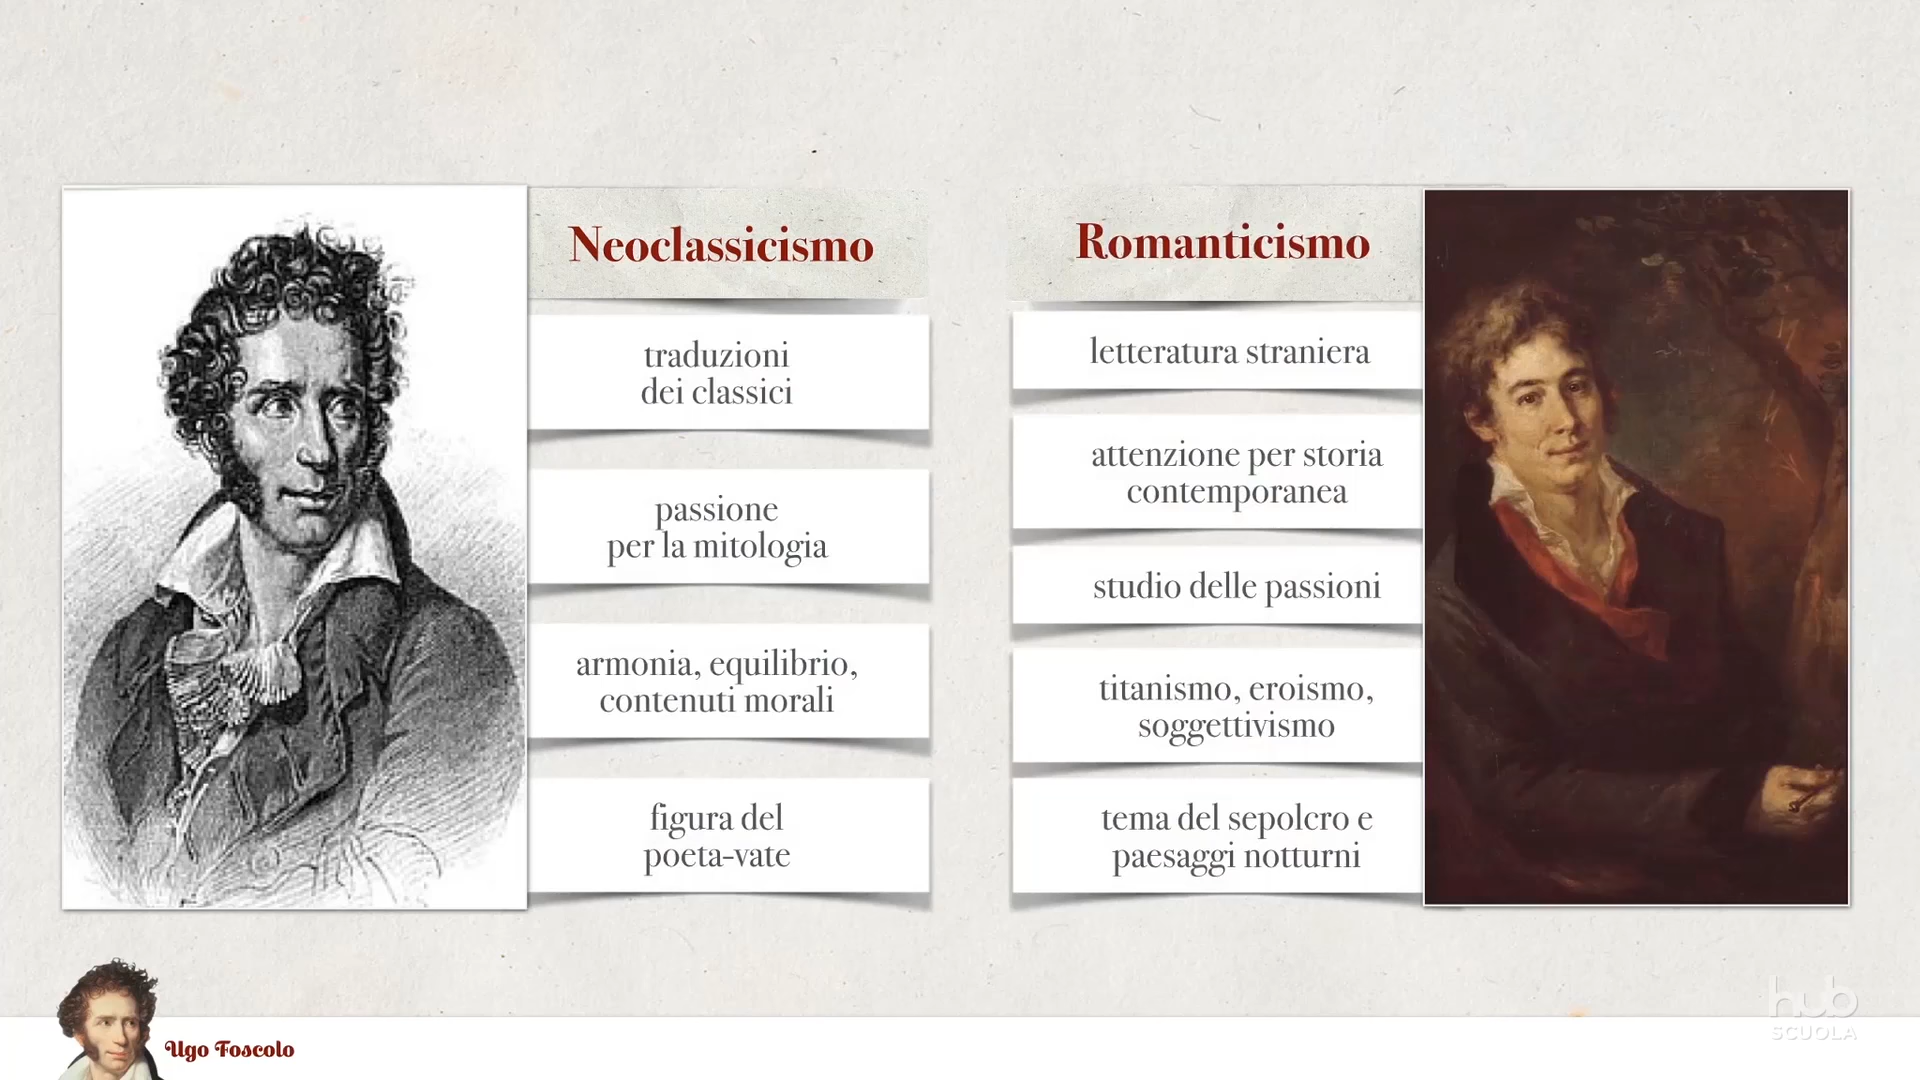 Neoclassicismo
traduzioni
dei classici
passione
per la mitologia
armonia, equilibrio,
contenuti morali
figura del
poeta-vate
Romanticismo
letteratura straniera
attenzione per storia
contemporanea
studio delle passioni
titanismo, eroismo,
soggettivismo
tema del sepolcro e
paesaggi notturni
Ugo Foscolo
hub
SCUOLA